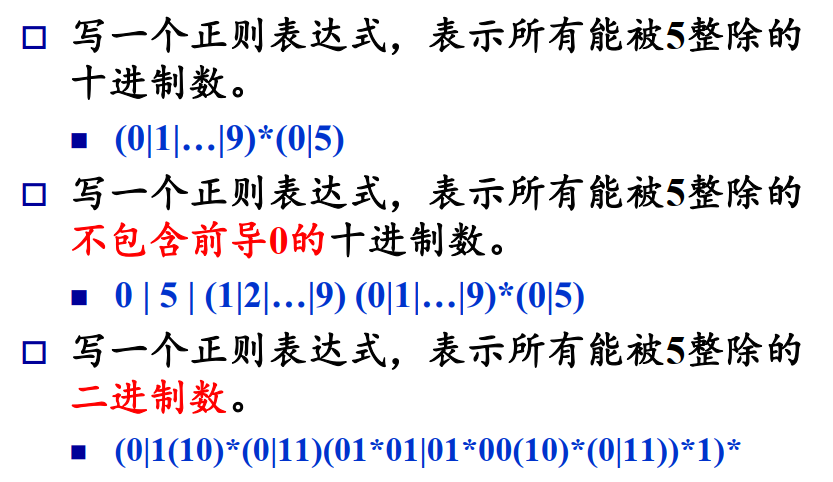 写一个正则表达式，表示所有能被5整除的
十进制数。
(0|1|…|9)*(0|5)
写一个正则表达式，表示所有能被5整除的
不包含前导0的十进制数。
0 | 5 | (1|2|…|9) (0|1|…|9)*(0|5)
写一个正则表达式，表示所有能被5整除的
二进制数。
(0|1(10)*(0|11)(01*01|01*00(10)*(0|11))*1)*